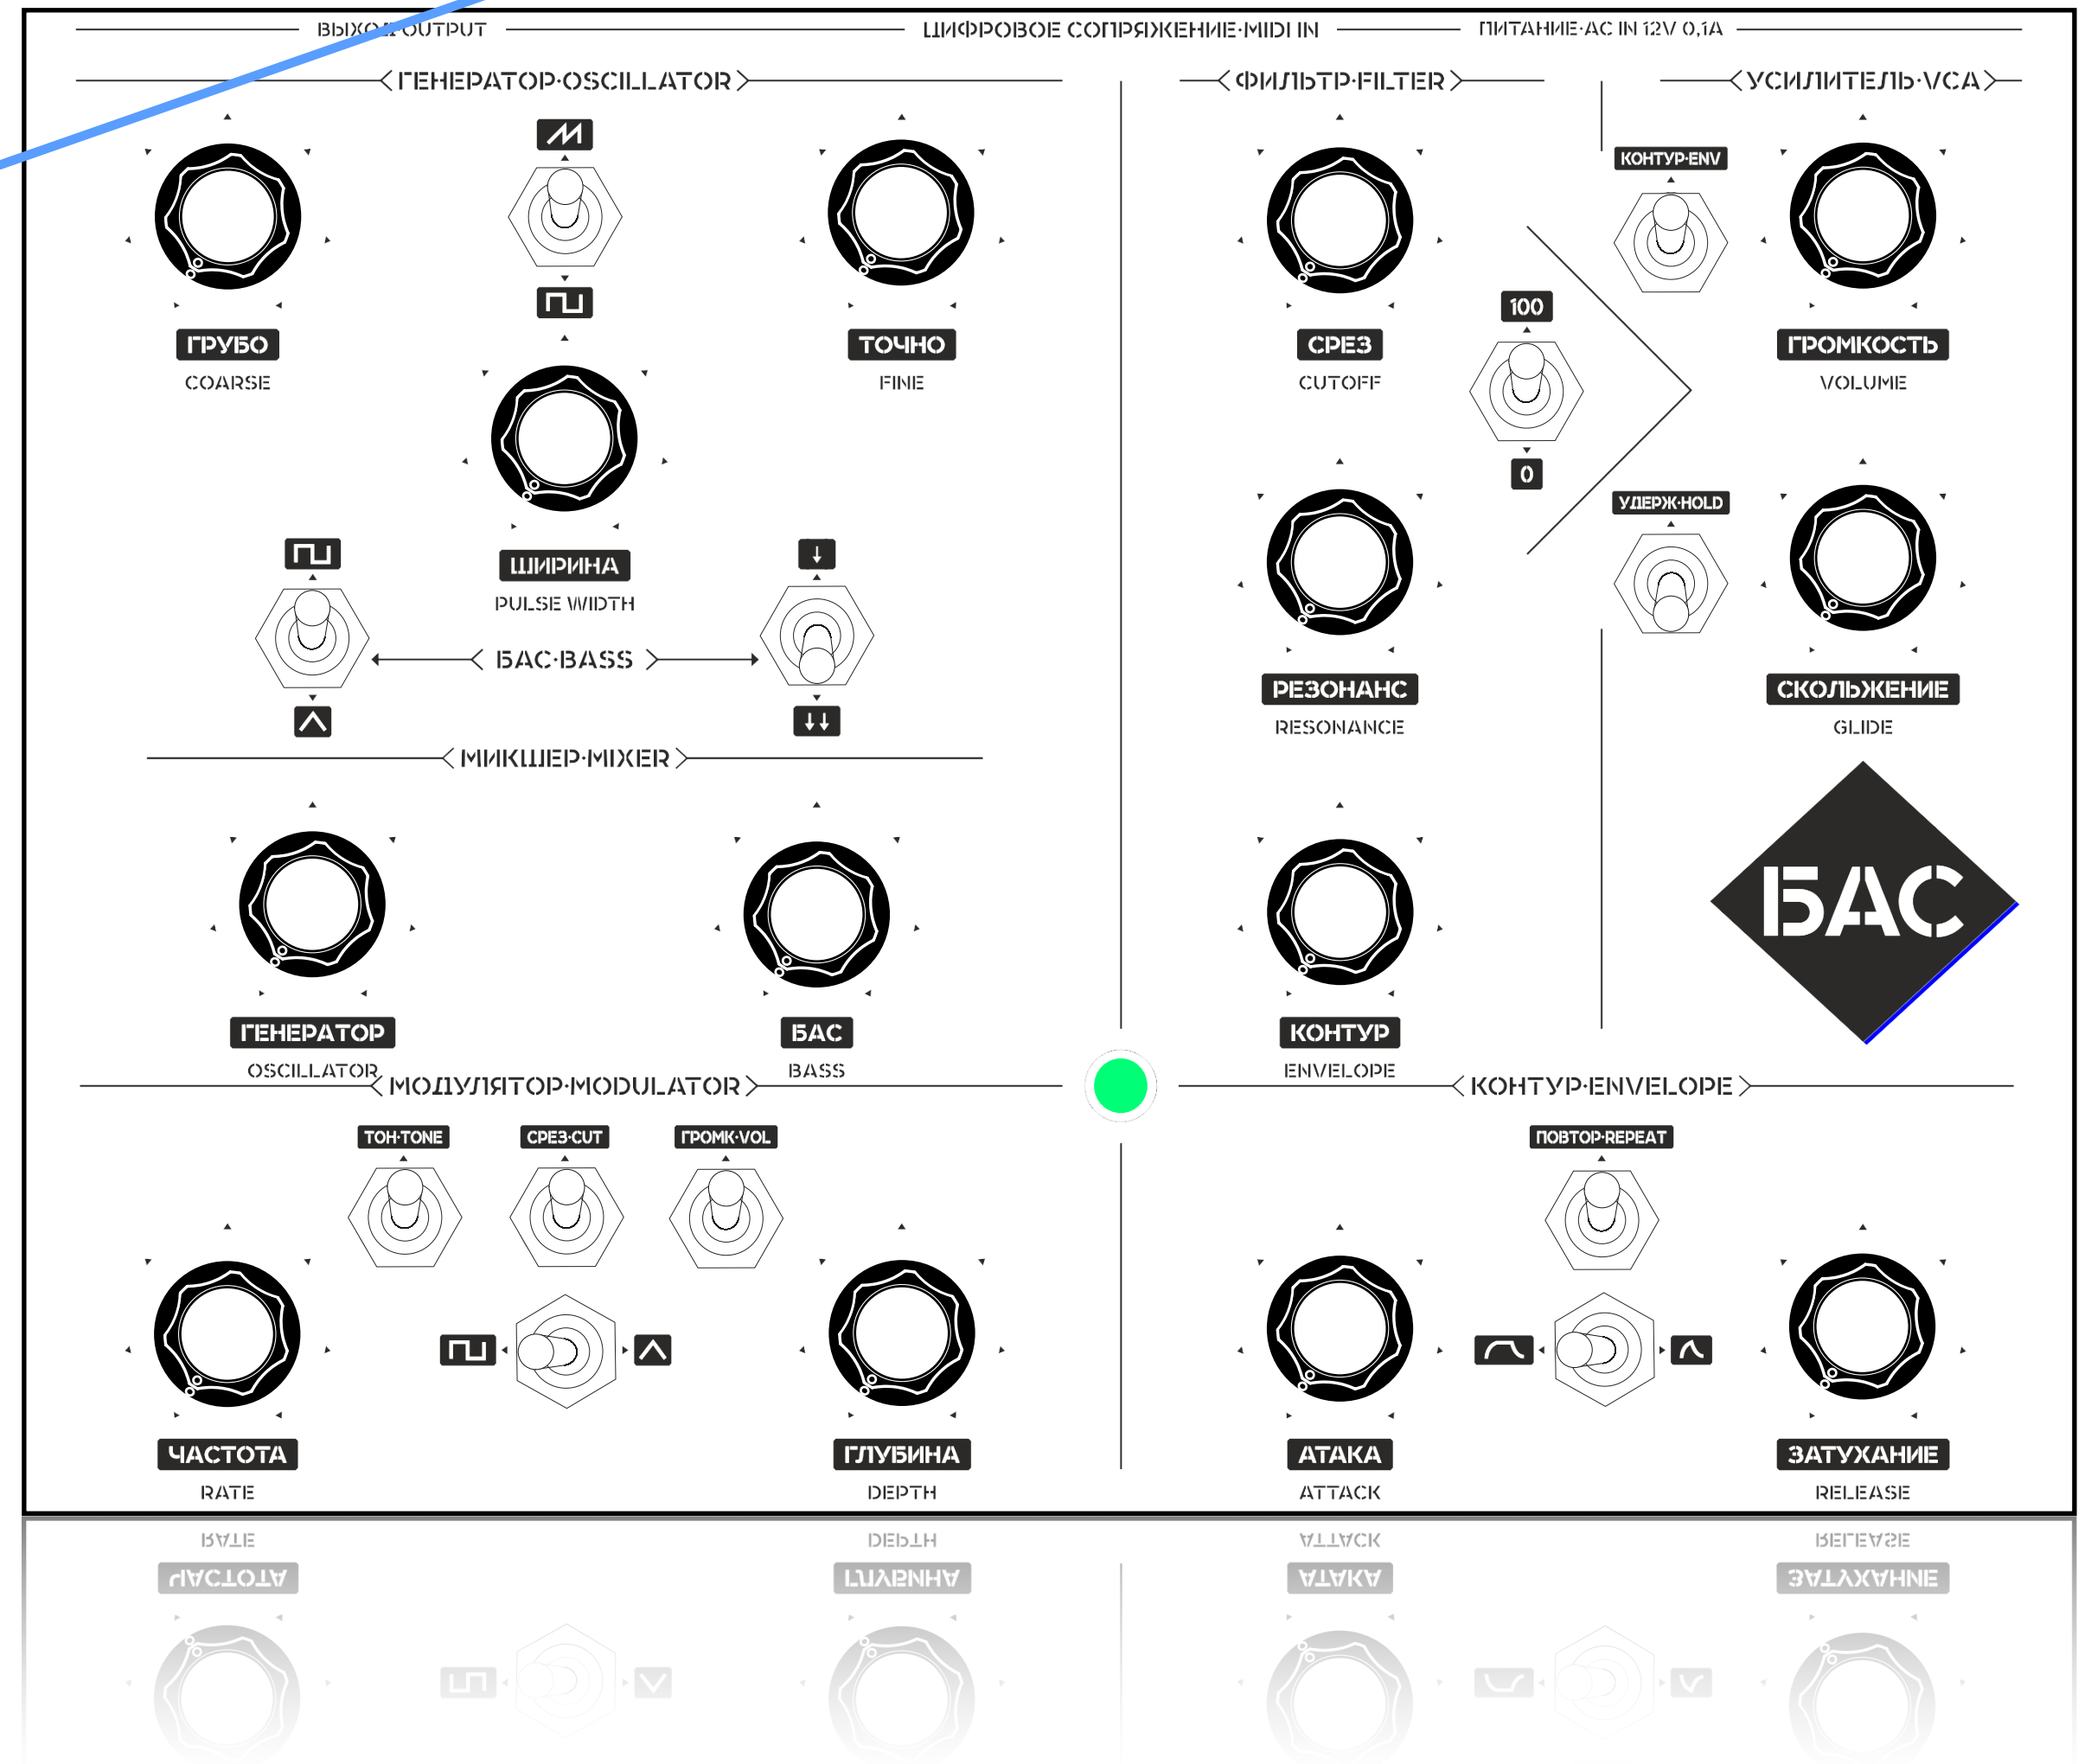 ВЫХОД·OUTPUT
ЦИФРОВОЕ СОПРЯЖЕНИЕ·MIDI IN
ПИТАНИЕ·AC IN 12V 0,1A
ГЕНЕРАТОР·OSCILLATOR
ФИЛЬТР·FILTER
УСИЛИТЕЛЬ·VCA
КОНТУР·ENV
100
ГРУБО
ТОЧНО
СРЕЗ
ГРОМКОСТЬ
COARSE
FINE
CUTOFF
VOLUME
0
УДЕРЖ·HOLD
ШИРИНА
PULSE WIDTH
БАС·BASS
РЕЗОНАНС
СКОЛЬЖЕНИЕ
RESONANCE
GLIDE
МИКШЕР·MIXER
БАС
ГЕНЕРАТОР
БАС
КОНТУР
OSCILLATOR
BASS
ENVELOPE
МОДУЛЯТОР·MODULATOR
КОНТУР·ENVELOPE
ТОН·TONE
СРЕЗ·CUT
ГРОМК·VOL
ПОВТОР·REPEAT
ЧАСТОТА
ГЛУБИНА
АТАКА
ЗАТУХАНИЕ
RATE
DEPTH
ATTACK
RELEASE